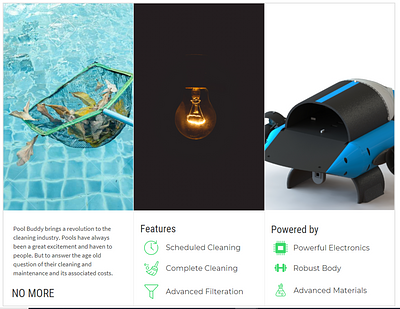 Pool Buddy brings a revolution to the
cleaning industry. Pools have always
been a great excitement and haven to
people. But to answer the age old
question of their cleaning and
maintenance and its associated costs.
NO MORE
Features
Scheduled Cleaning
Complete Cleaning
Advanced Filteration
Powered by
Powerful Electronics
Robust Body
Advanced Materials